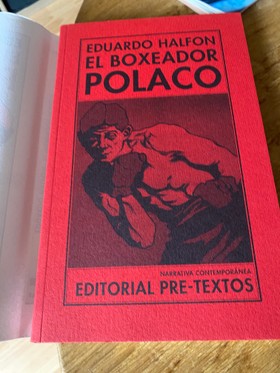 EDUARDO HALFON
EL BOXEADOR
POLACO
NARRATIVA CONTEMPORÁNEA
EDITORIAL PRE-TEXTOS